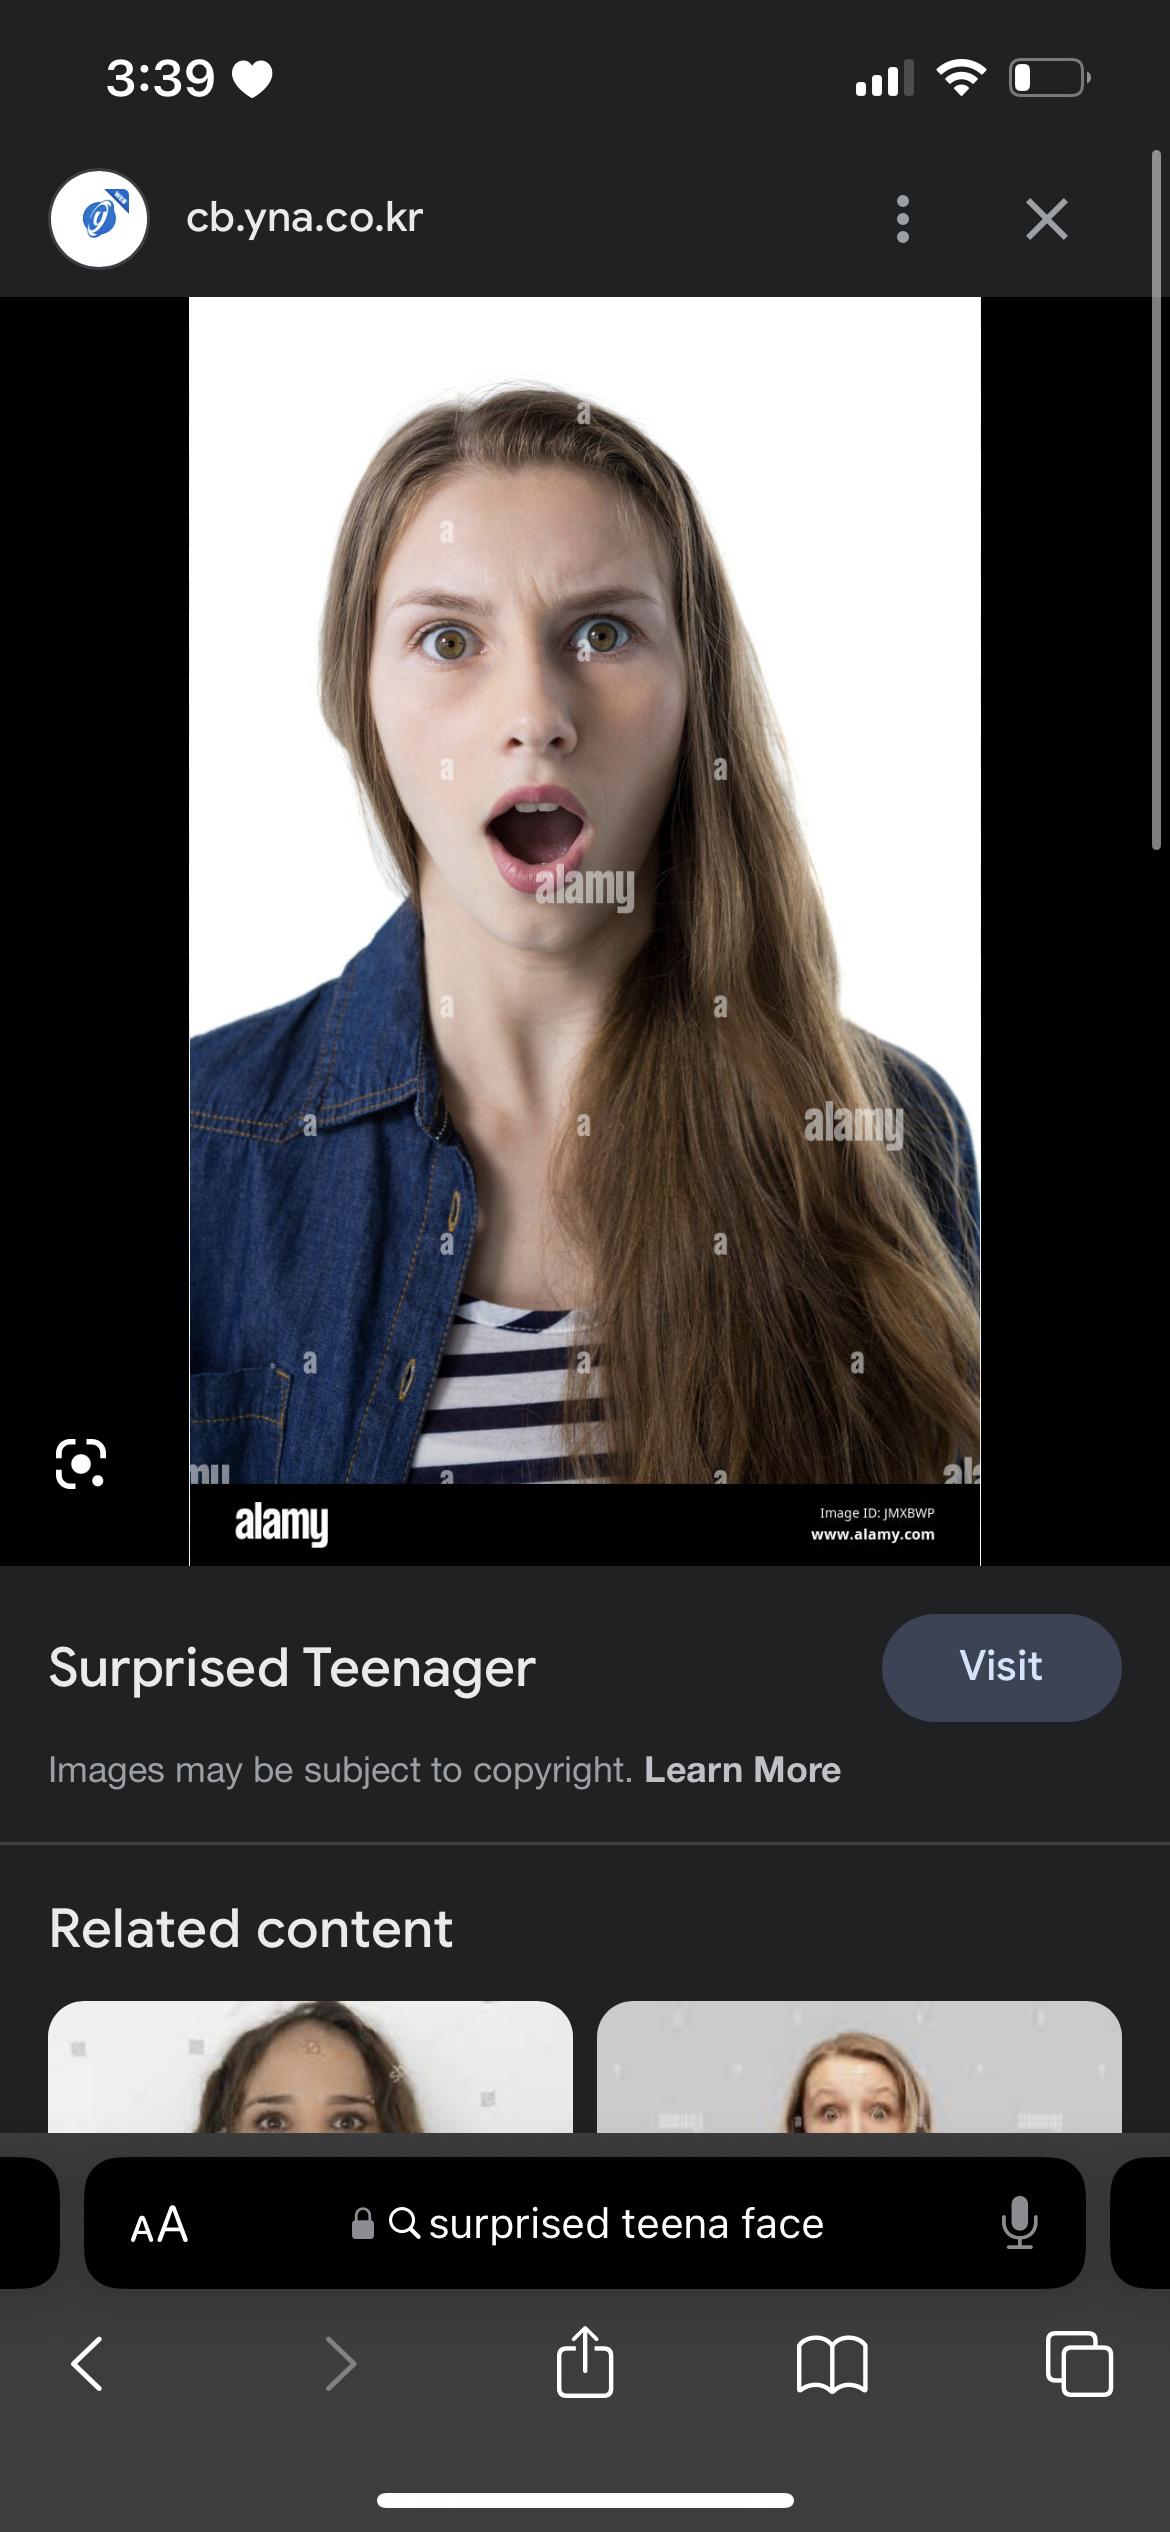 3:39
cb.yna.co.kr
a
a
a
a
a
alamy
a
a
a
a
alamy
a
a
a
a
a
a
a
alamy
Image ID: JMXBWP
www.alamy.com
Surprised Teenager
Visit
Images may be subject to copyright. Learn More
Related content
AA
surprised teena face